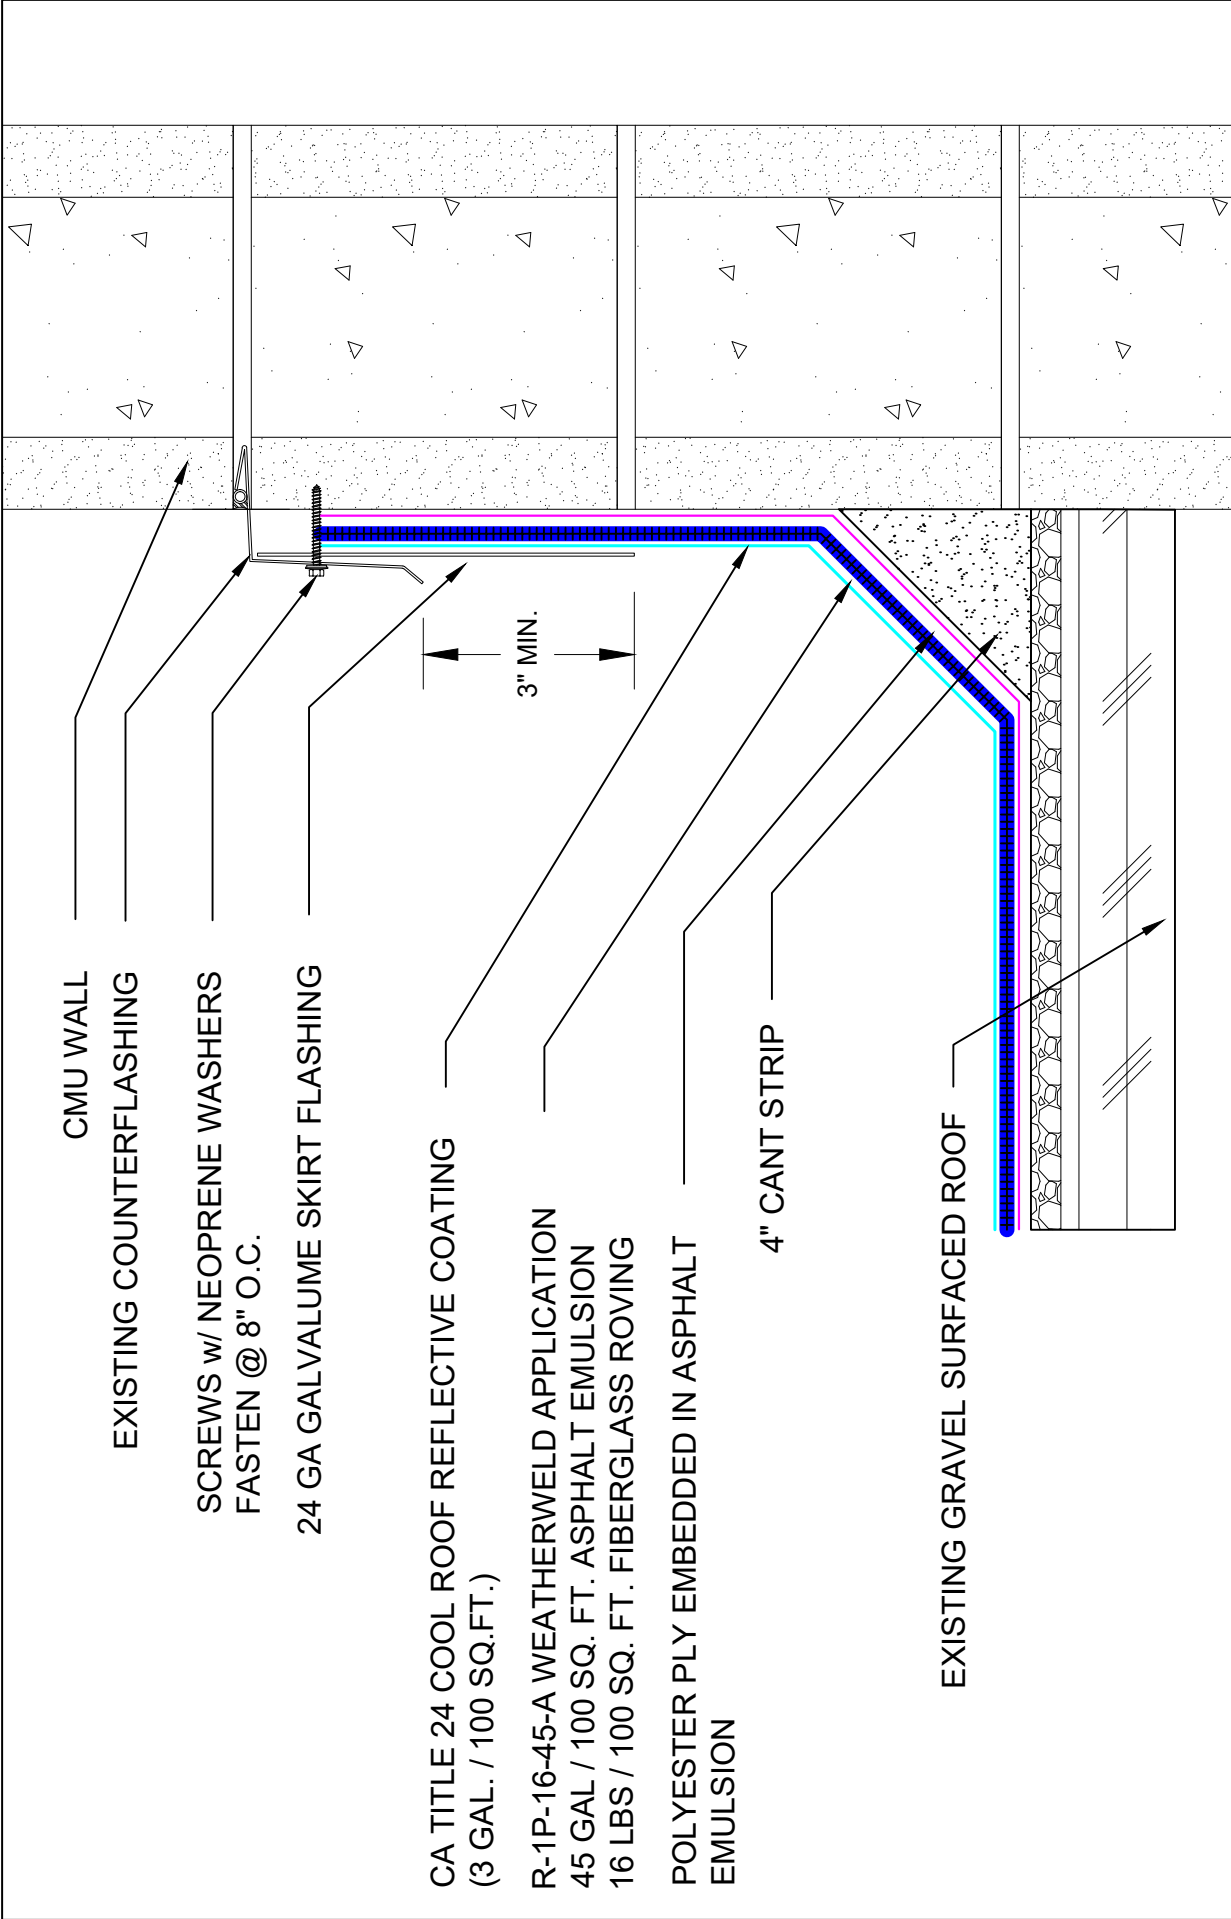 CMU WALL
EXISTING COUNTERFLASHING
SCREWS w/ NEOPRENE WASHERS
FASTEN @ 8" O.C.
24 GA GALVALUME SKIRT FLASHING
3" MIN.
CA TITLE 24 COOL ROOF REFLECTIVE COATING
(3 GAL. / 100 SQ.FT.)
R-1P-16-45-A WEATHERWELD APPLICATION
45 GAL / 100 SQ. FT. ASPHALT EMULSION
16 LBS / 100 SQ. FT. FIBERGLASS ROVING
POLYESTER PLY EMBEDDED IN ASPHALT
EMULSION
4" CANT STRIP
EXISTING GRAVEL SURFACED ROOF